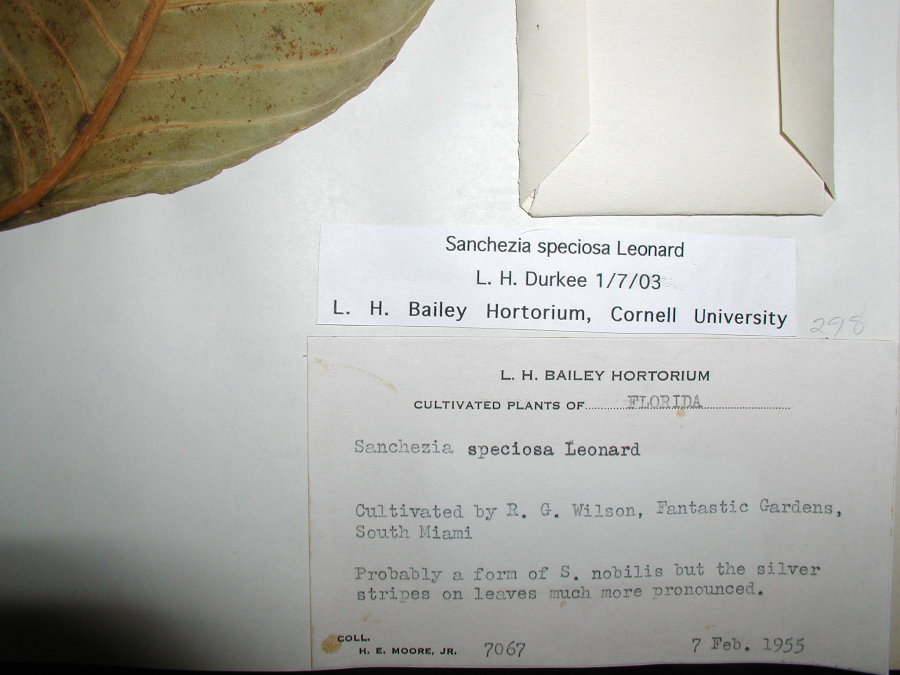 Sanchezia speciosa Leonard
L. H. Durkee 1/7/03
L. H. Bailey Hortorium, Cornell University
298
L. H. BAILEY HORTORIUM
CULTIVATED PLANTS OF FLORIDA
Sanchezia speciosa Leonard
Cultivated by R. G. Wilson, Fantastic Gardens,
South Miami
Probably a form of S. nobilis but the silver
stripes on leaves much more pronounced.
COLL.
H. E. MOORE, JR. 7067 7 Feb. 1955